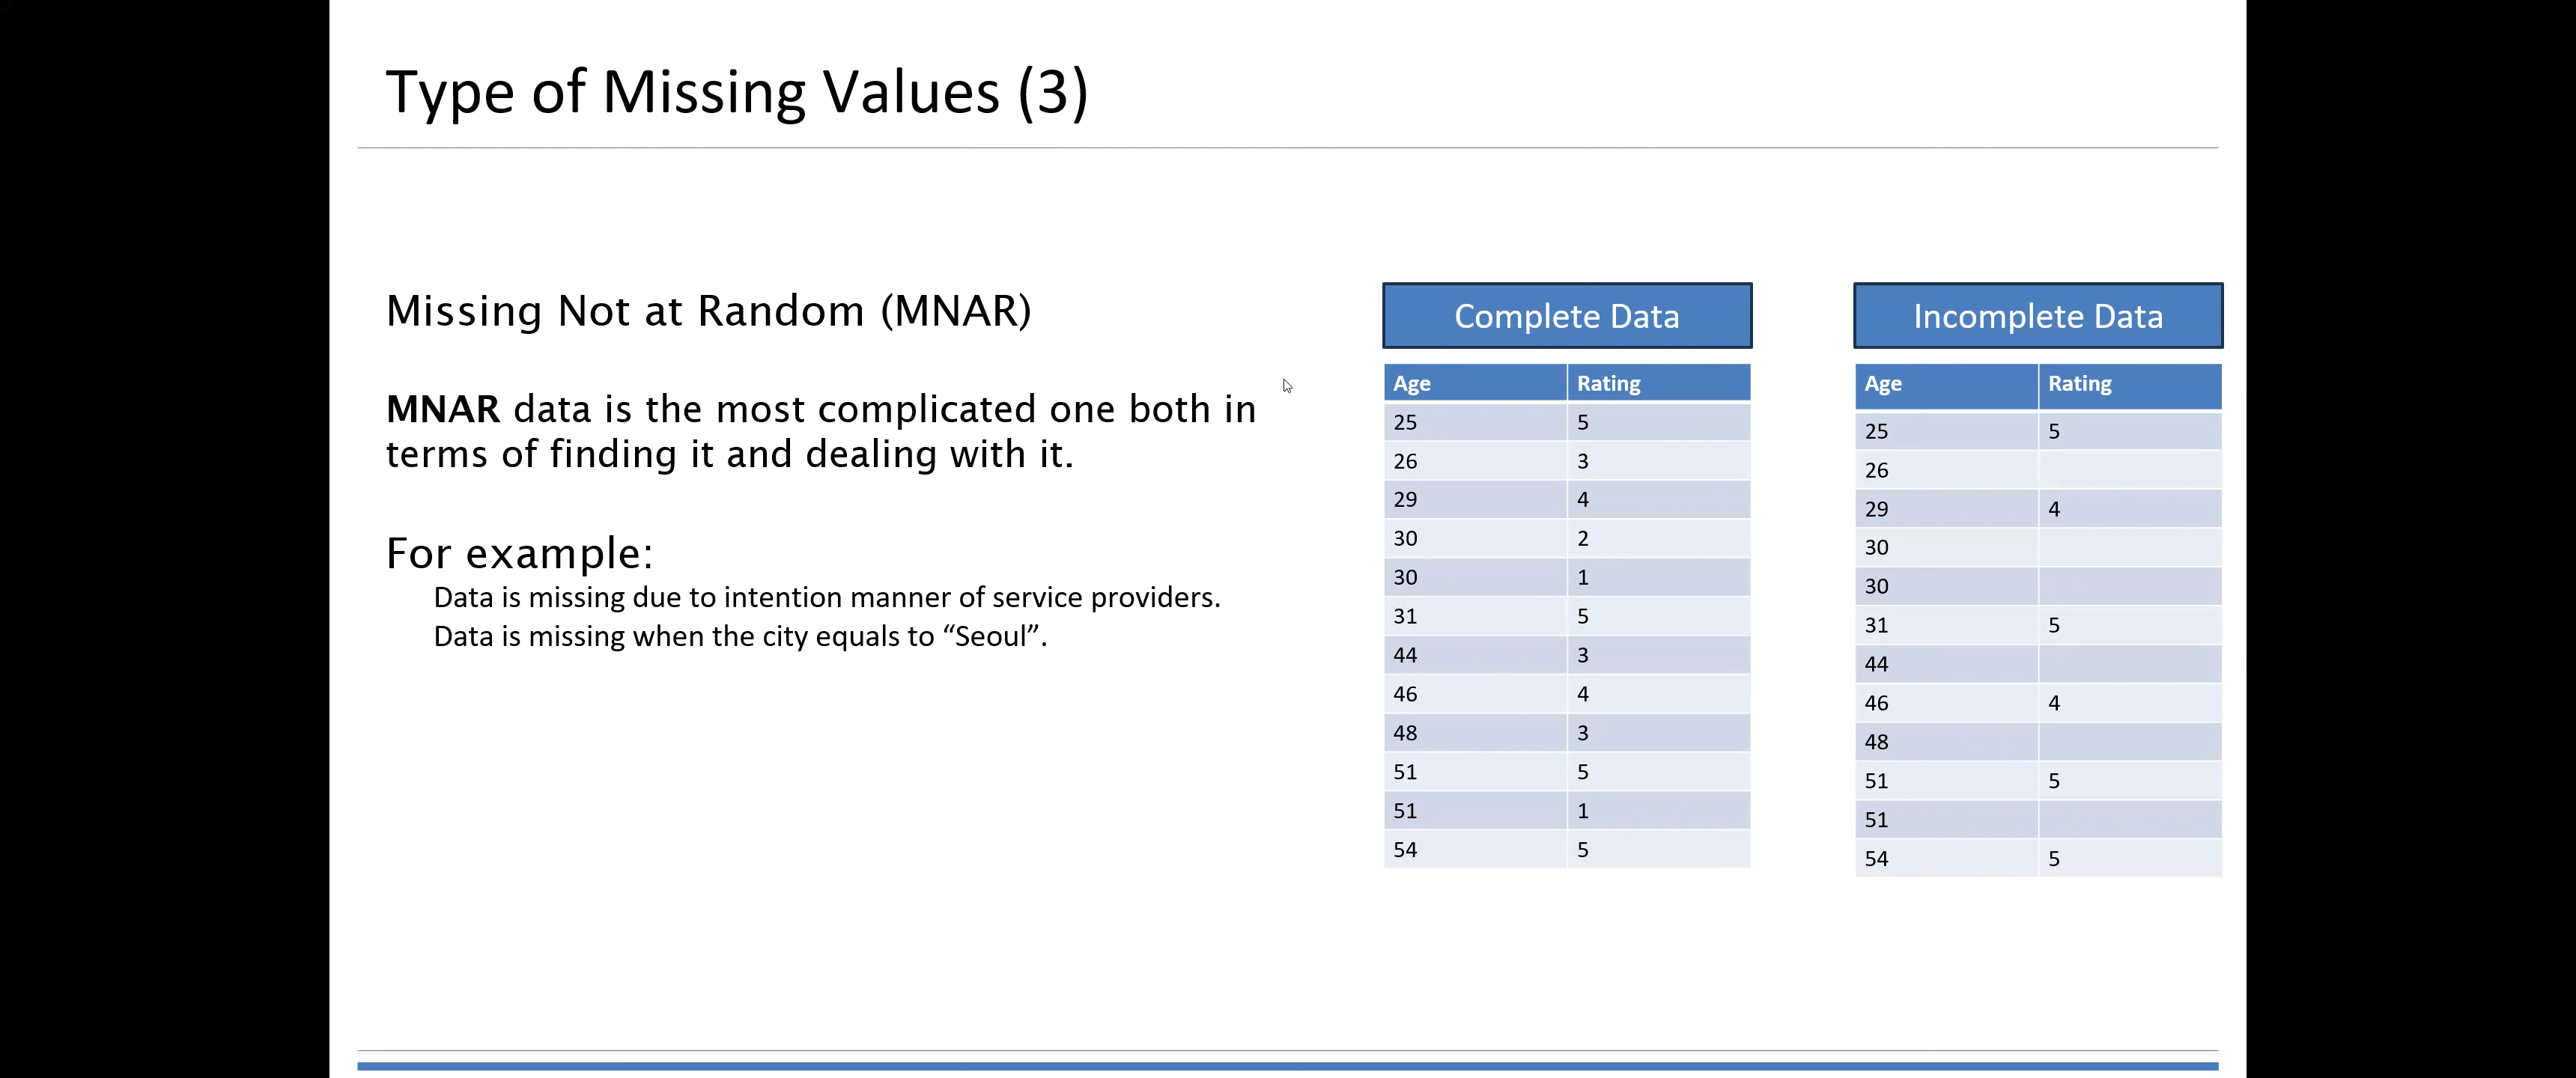 Type of Missing Values (3)
Missing Not at Random (MNAR)
MNAR data is the most complicated one both in
terms of finding it and dealing with it.
For example:
Data is missing due to intention manner of service providers.
Data is missing when the city equals to “Seoul”.
Complete Data
Age Rating
25 5
26 3
29 4
30 2
30 1
31 5
44 3
46 4
48 3
51 5
51 1
54 5
Incomplete Data
Age Rating
25 5
26
29 4
30
30
31 5
44
46 4
48
51 5
51
54 5